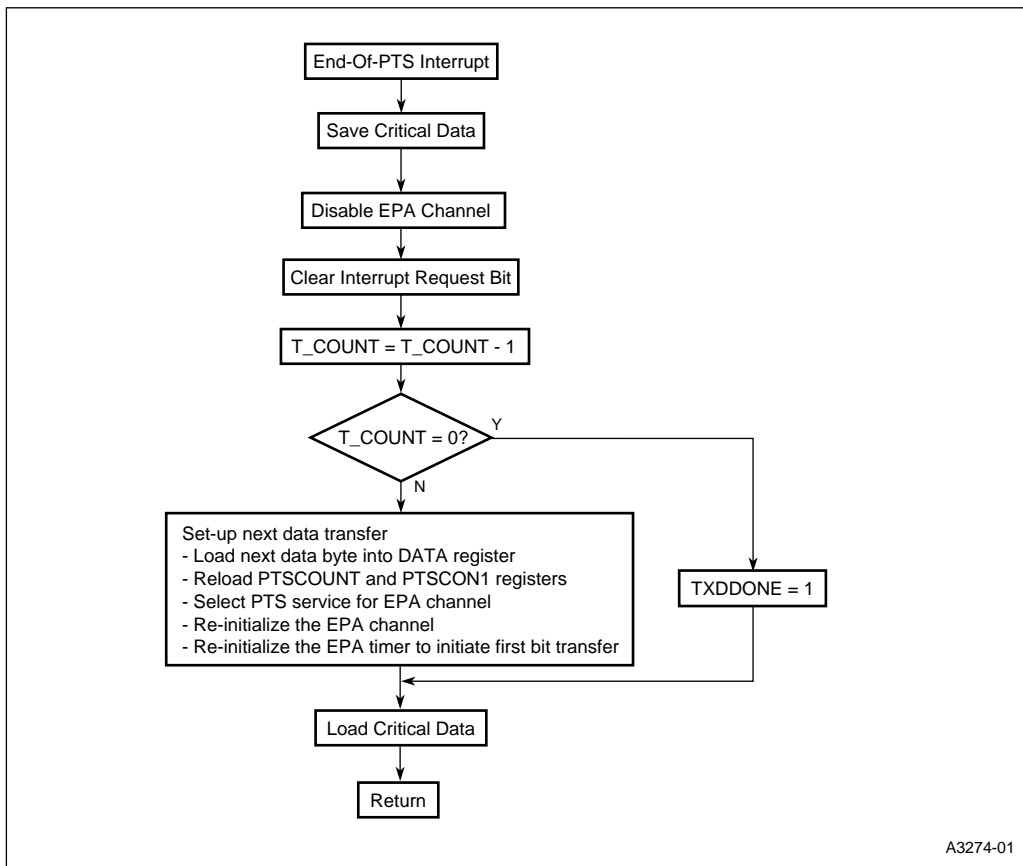 End-Of-PTS Interrupt
Save Critical Data
Disable EPA Channel
Clear Interrupt Request Bit
T_COUNT = T_COUNT - 1
T_COUNT = 0?
Y
N
Set-up next data transfer
- Load next data byte into DATA register
- Reload PTSCOUNT and PTSCON1 registers
- Select PTS service for EPA channel
- Re-initialize the EPA channel
- Re-initialize the EPA timer to initiate first bit transfer
TXDDONE = 1
Load Critical Data
Return
A3274-01